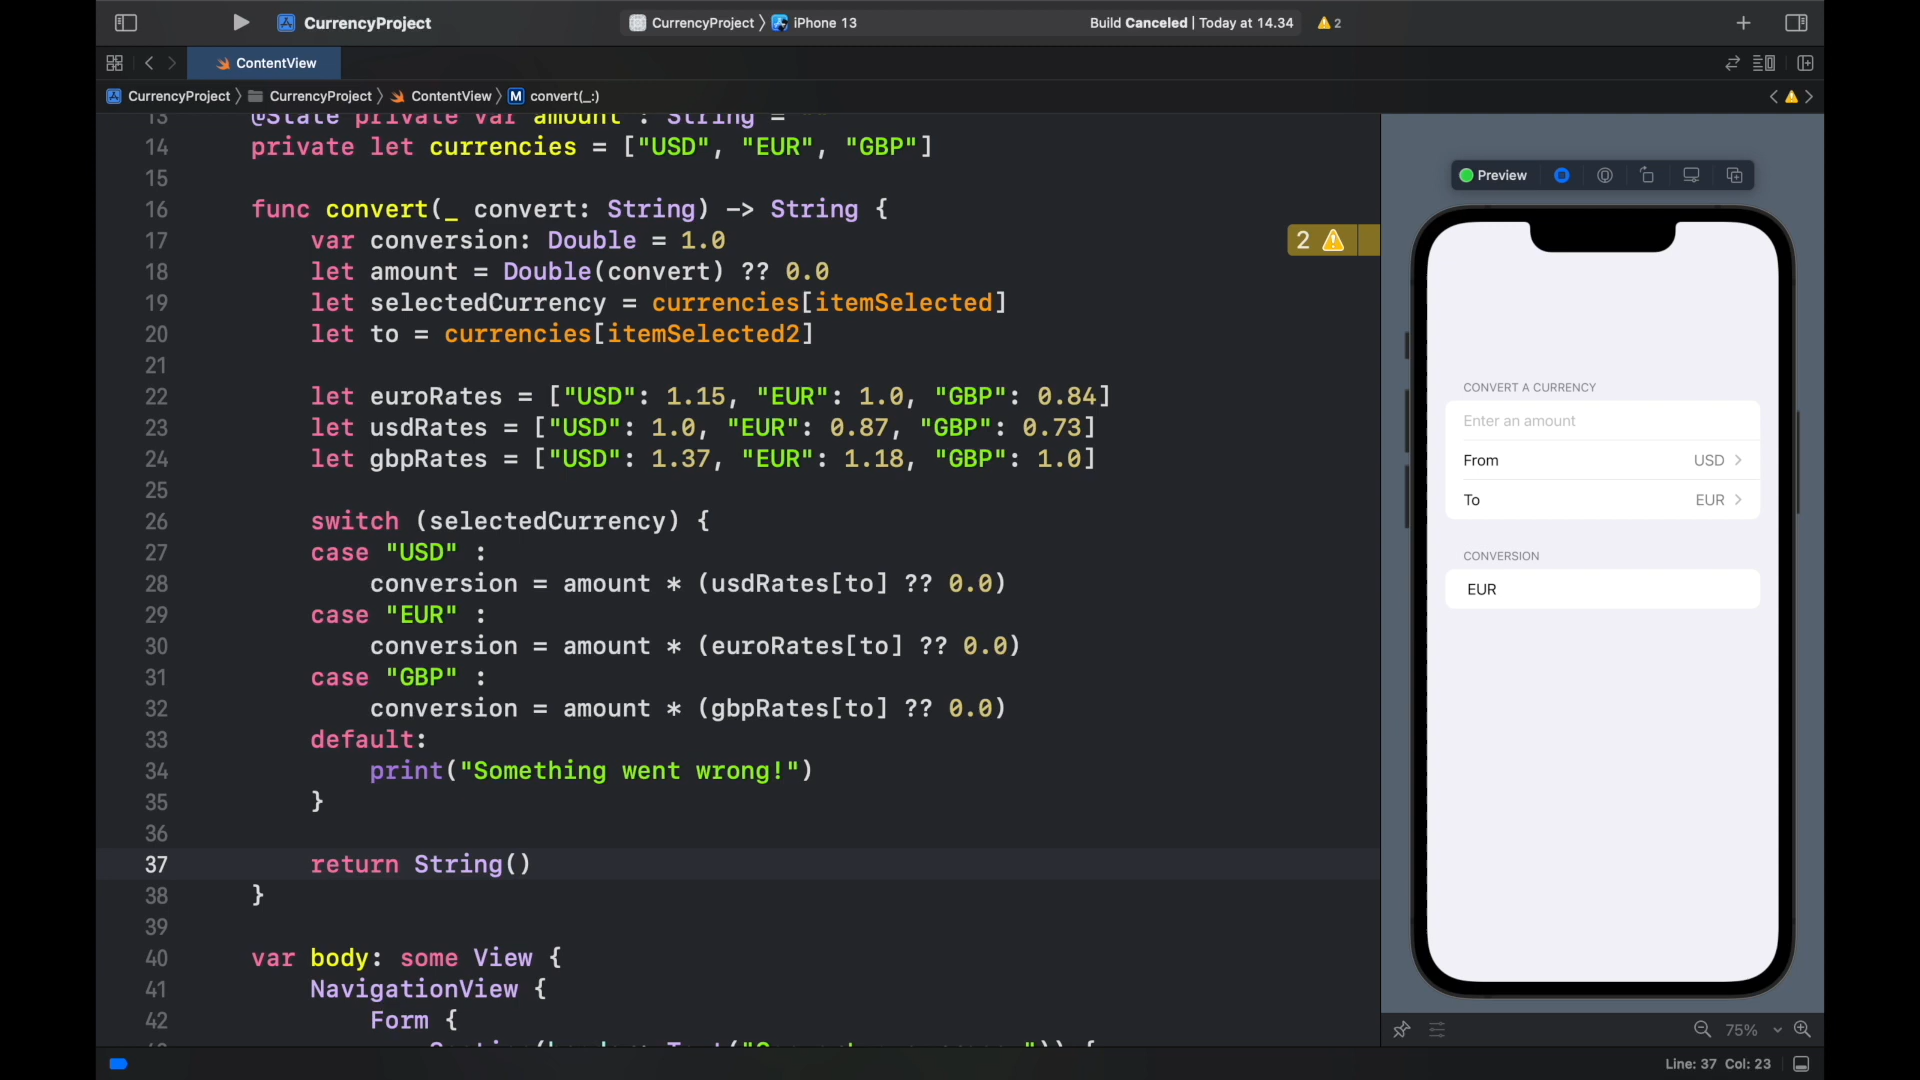 CurrencyProject
CurrencyProject 〉 iPhone 13
Build Canceled | Today at 14.34
2
ContentView
CurrencyProject 〉 CurrencyProject 〉 ContentView 〉 M convert(_:)
13 @State private var amount : String = ""
14 private let currencies = ["USD", "EUR", "GBP"]
15
16 func convert(_ convert: String) -> String {
17 var conversion: Double = 1.0
2
18 let amount = Double(convert) ?? 0.0
19 let selectedCurrency = currencies[itemSelected]
20 let to = currencies[itemSelected2]
21
22 let euroRates = ["USD": 1.15, "EUR": 1.0, "GBP": 0.84]
23 let usdRates = ["USD": 1.0, "EUR": 0.87, "GBP": 0.73]
24 let gbpRates = ["USD": 1.37, "EUR": 1.18, "GBP": 1.0]
25
26 switch (selectedCurrency) {
27 case "USD" :
28 conversion = amount * (usdRates[to] ?? 0.0)
29 case "EUR" :
30 conversion = amount * (euroRates[to] ?? 0.0)
31 case "GBP" :
32 conversion = amount * (gbpRates[to] ?? 0.0)
33 default:
34 print("Something went wrong!")
35 }
36
37 return String()
38 }
39
40 var body: some View {
41 NavigationView {
42 Form {
Preview
CONVERT A CURRENCY
Enter an amount
From USD
To EUR
CONVERSION
EUR
75%
Line: 37 Col: 23